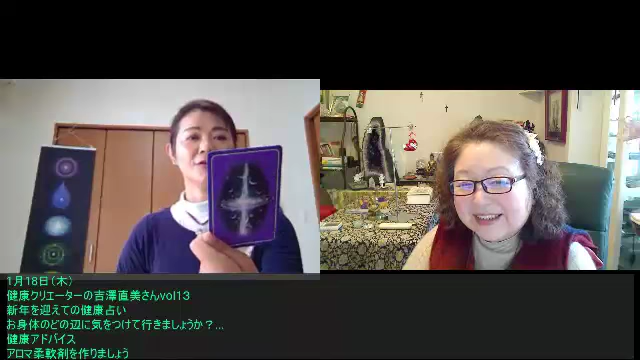 1月18日（木）
健康クリエーターの吉澤直美さんvol13
新年を迎えての健康占い
お身体のどの辺に気をつけて行きましょうか？...
健康アドバイス
アロマ柔軟剤を作りましょう